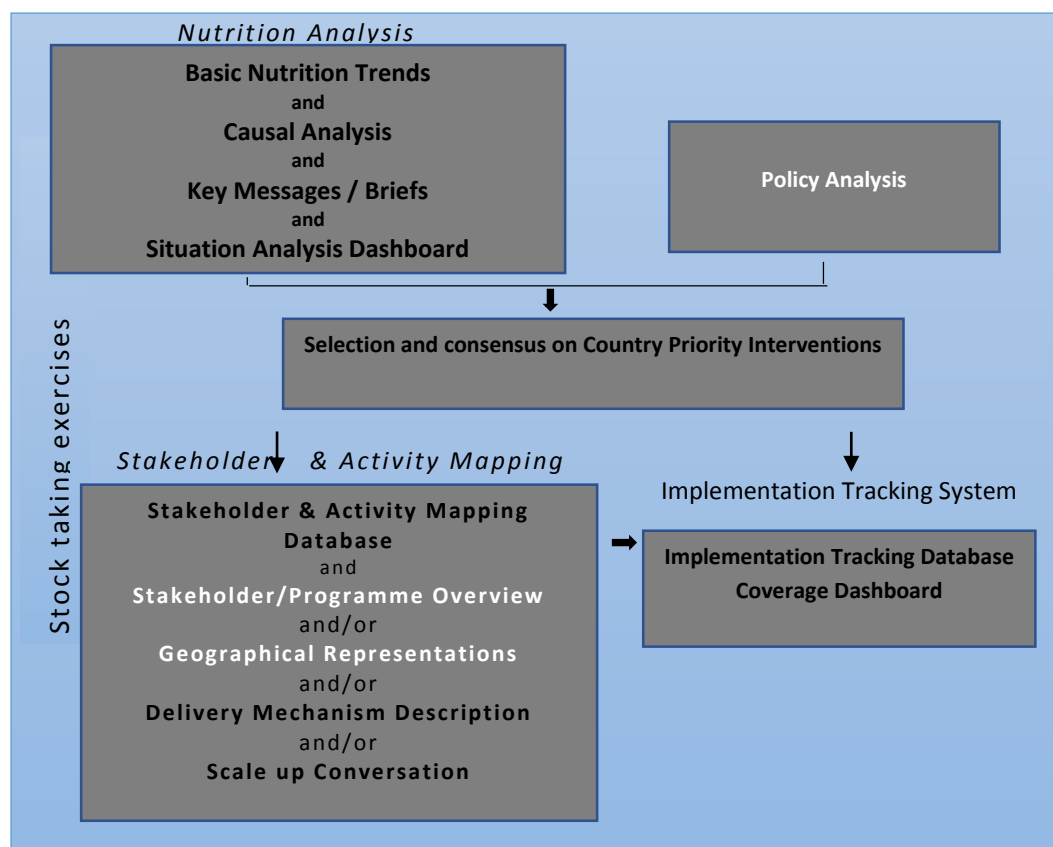 Nutrition Analysis
Basic Nutrition Trends
and
Causal Analysis
and
Key Messages / Briefs
and
Situation Analysis Dashboard
Policy Analysis
Selection and consensus on Country Priority Interventions
Stock taking exercises
Stakeholder & Activity Mapping
Stakeholder & Activity Mapping
Database
and
Stakeholder/Programme Overview
and/or
Geographical Representations
and/or
Delivery Mechanism Description
and/or
Scale up Conversation
Implementation Tracking System
Implementation Tracking Database
Coverage Dashboard